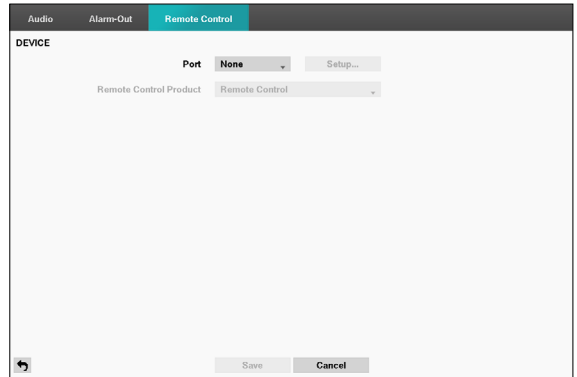 Audio Alarm-Out Remote Control
DEVICE
Port None Setup...
Remote Control Product Remote Control
Save Cancel